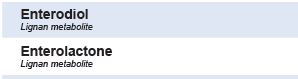 Enterodiol
Lignan metabolite
Enterolactone
Lignan metabolite